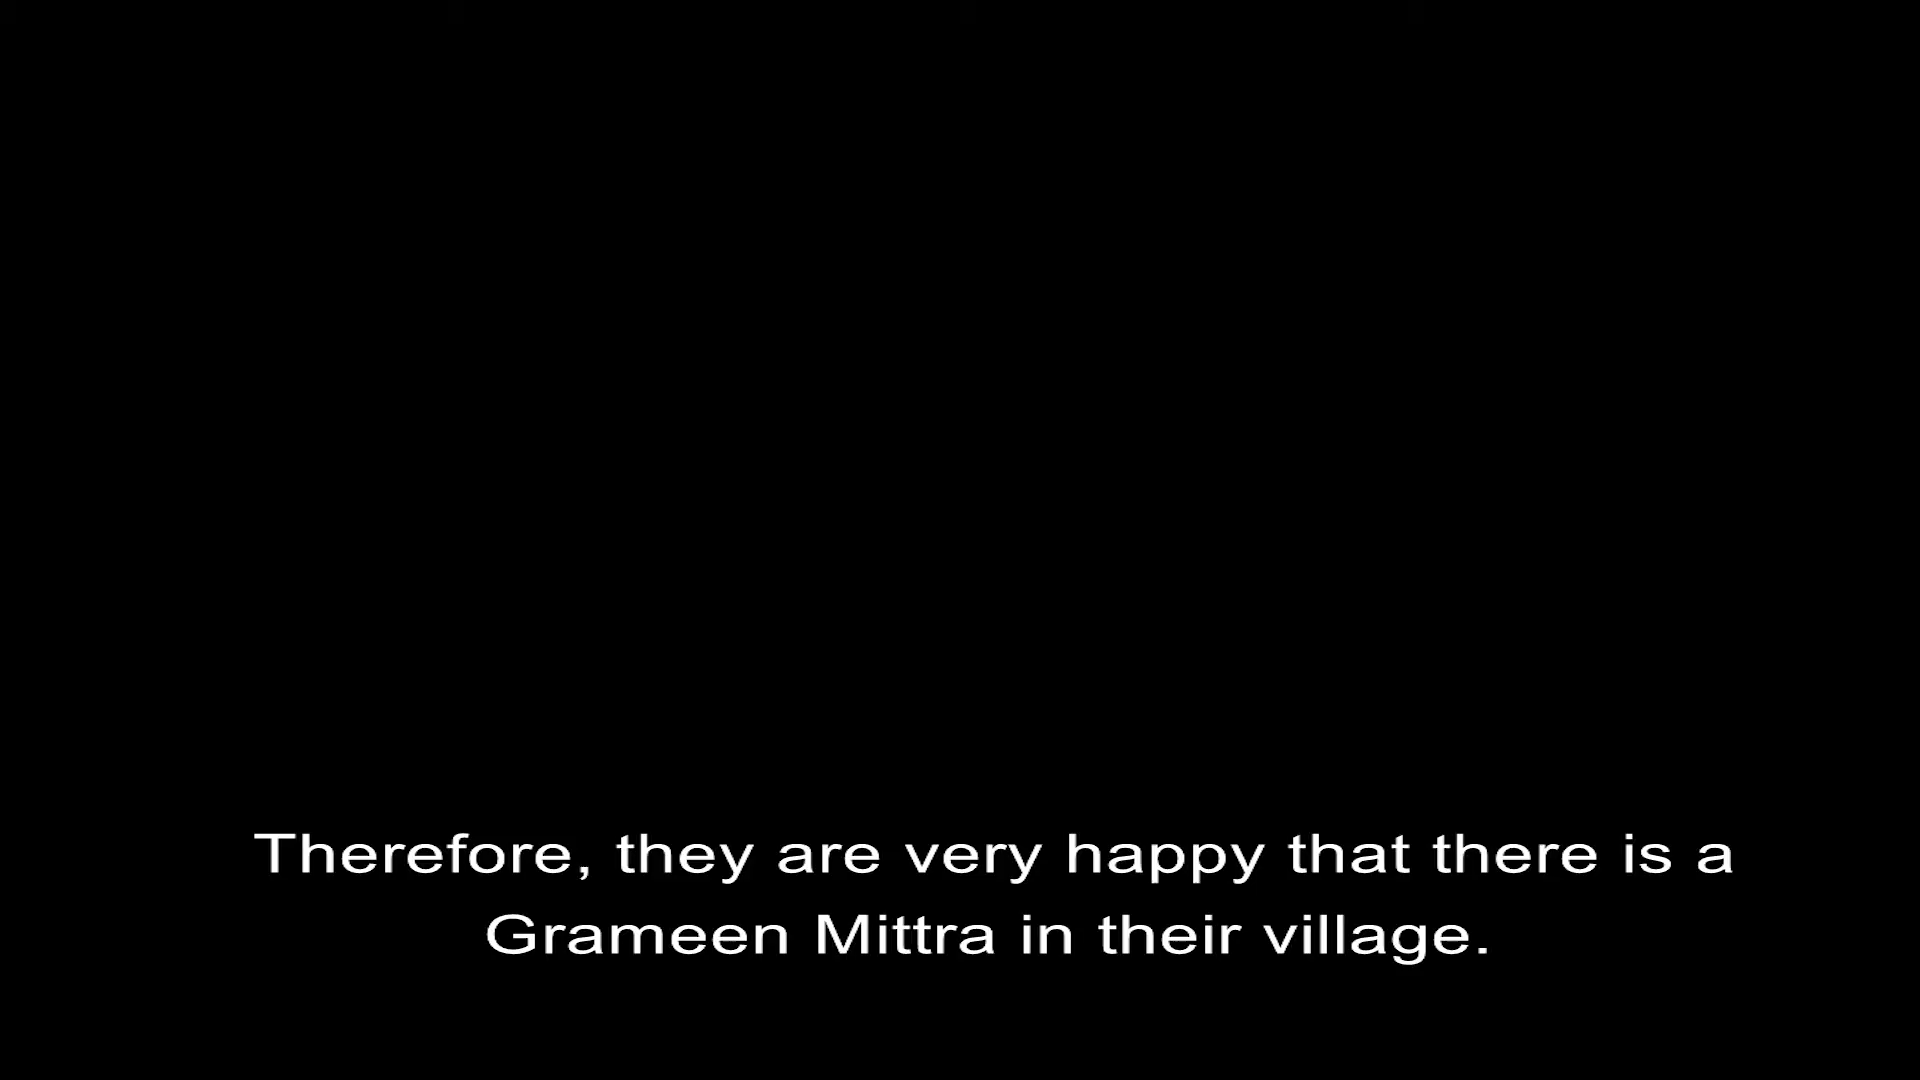 Therefore, they are very happy that there is a
Grameen Mittra in their village.